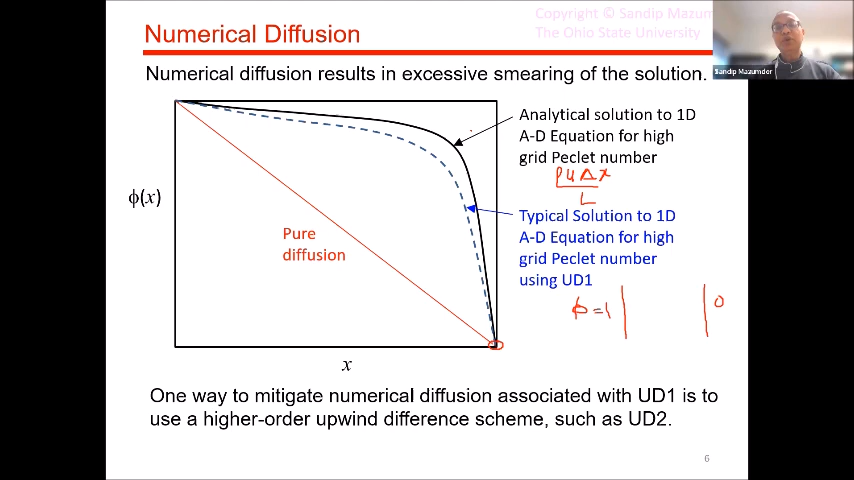 Copyright © Sandip Mazum
The Ohio State University
Numerical Diffusion
Sandip Mazumder
Numerical diffusion results in excessive smearing of the solution.
Analytical solution to 1D
A-D Equation for high
grid Peclet number
ρuΔx
ϕ(x)
Typical Solution to 1D
A-D Equation for high
grid Peclet number
using UD1
Pure
diffusion
ϕ=1
0
x
One way to mitigate numerical diffusion associated with UD1 is to
use a higher-order upwind difference scheme, such as UD2.
6